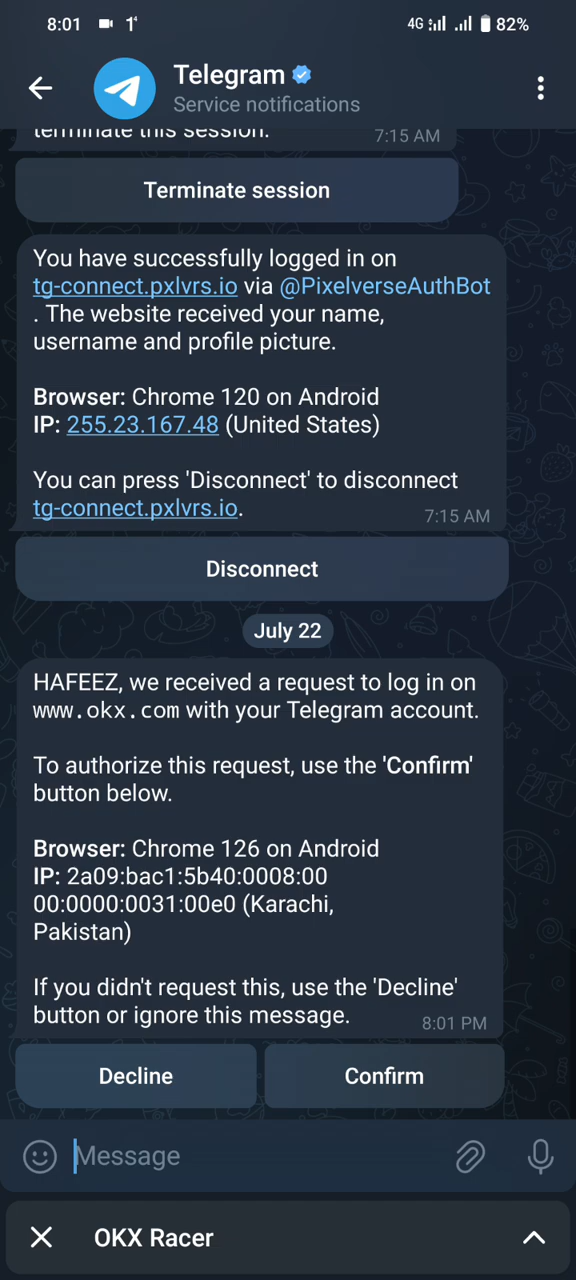 8:01
4G
82%
Telegram
Service notifications
terminate this session.
7:15 AM
Terminate session
You have successfully logged in on
tg-connect.pxlvrs.io via @PixelverseAuthBot
. The website received your name,
username and profile picture.
Browser: Chrome 120 on Android
IP: 255.23.167.48 (United States)
You can press 'Disconnect' to disconnect
tg-connect.pxlvrs.io.
7:15 AM
Disconnect
July 22
HAFEEZ, we received a request to log in on
www.okx.com with your Telegram account.
To authorize this request, use the 'Confirm'
button below.
Browser: Chrome 126 on Android
IP: 2a09:bac1:5b40:0008:00
00:0000:0031:00e0 (Karachi,
Pakistan)
If you didn't request this, use the 'Decline'
button or ignore this message.
8:01 PM
Decline
Confirm
Message
OKX Racer